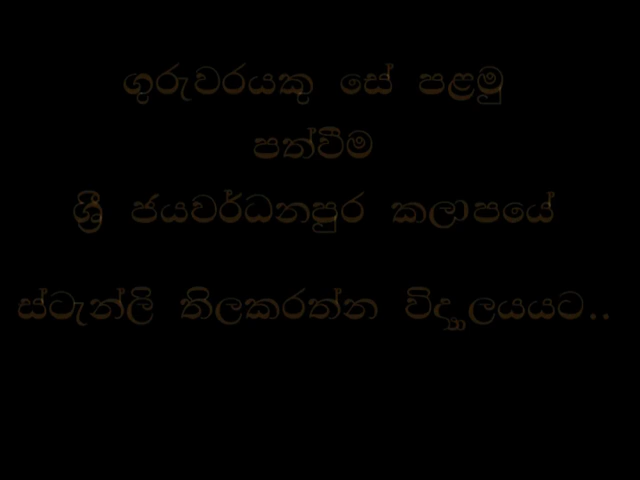 ගුරුවරයකු සේ පළමු
පත්වීම
ශ්‍රී ජයවර්ධනපුර කලාපයේ
ස්ටැන්ලි තිලකරත්න විද්‍යාලයයට..